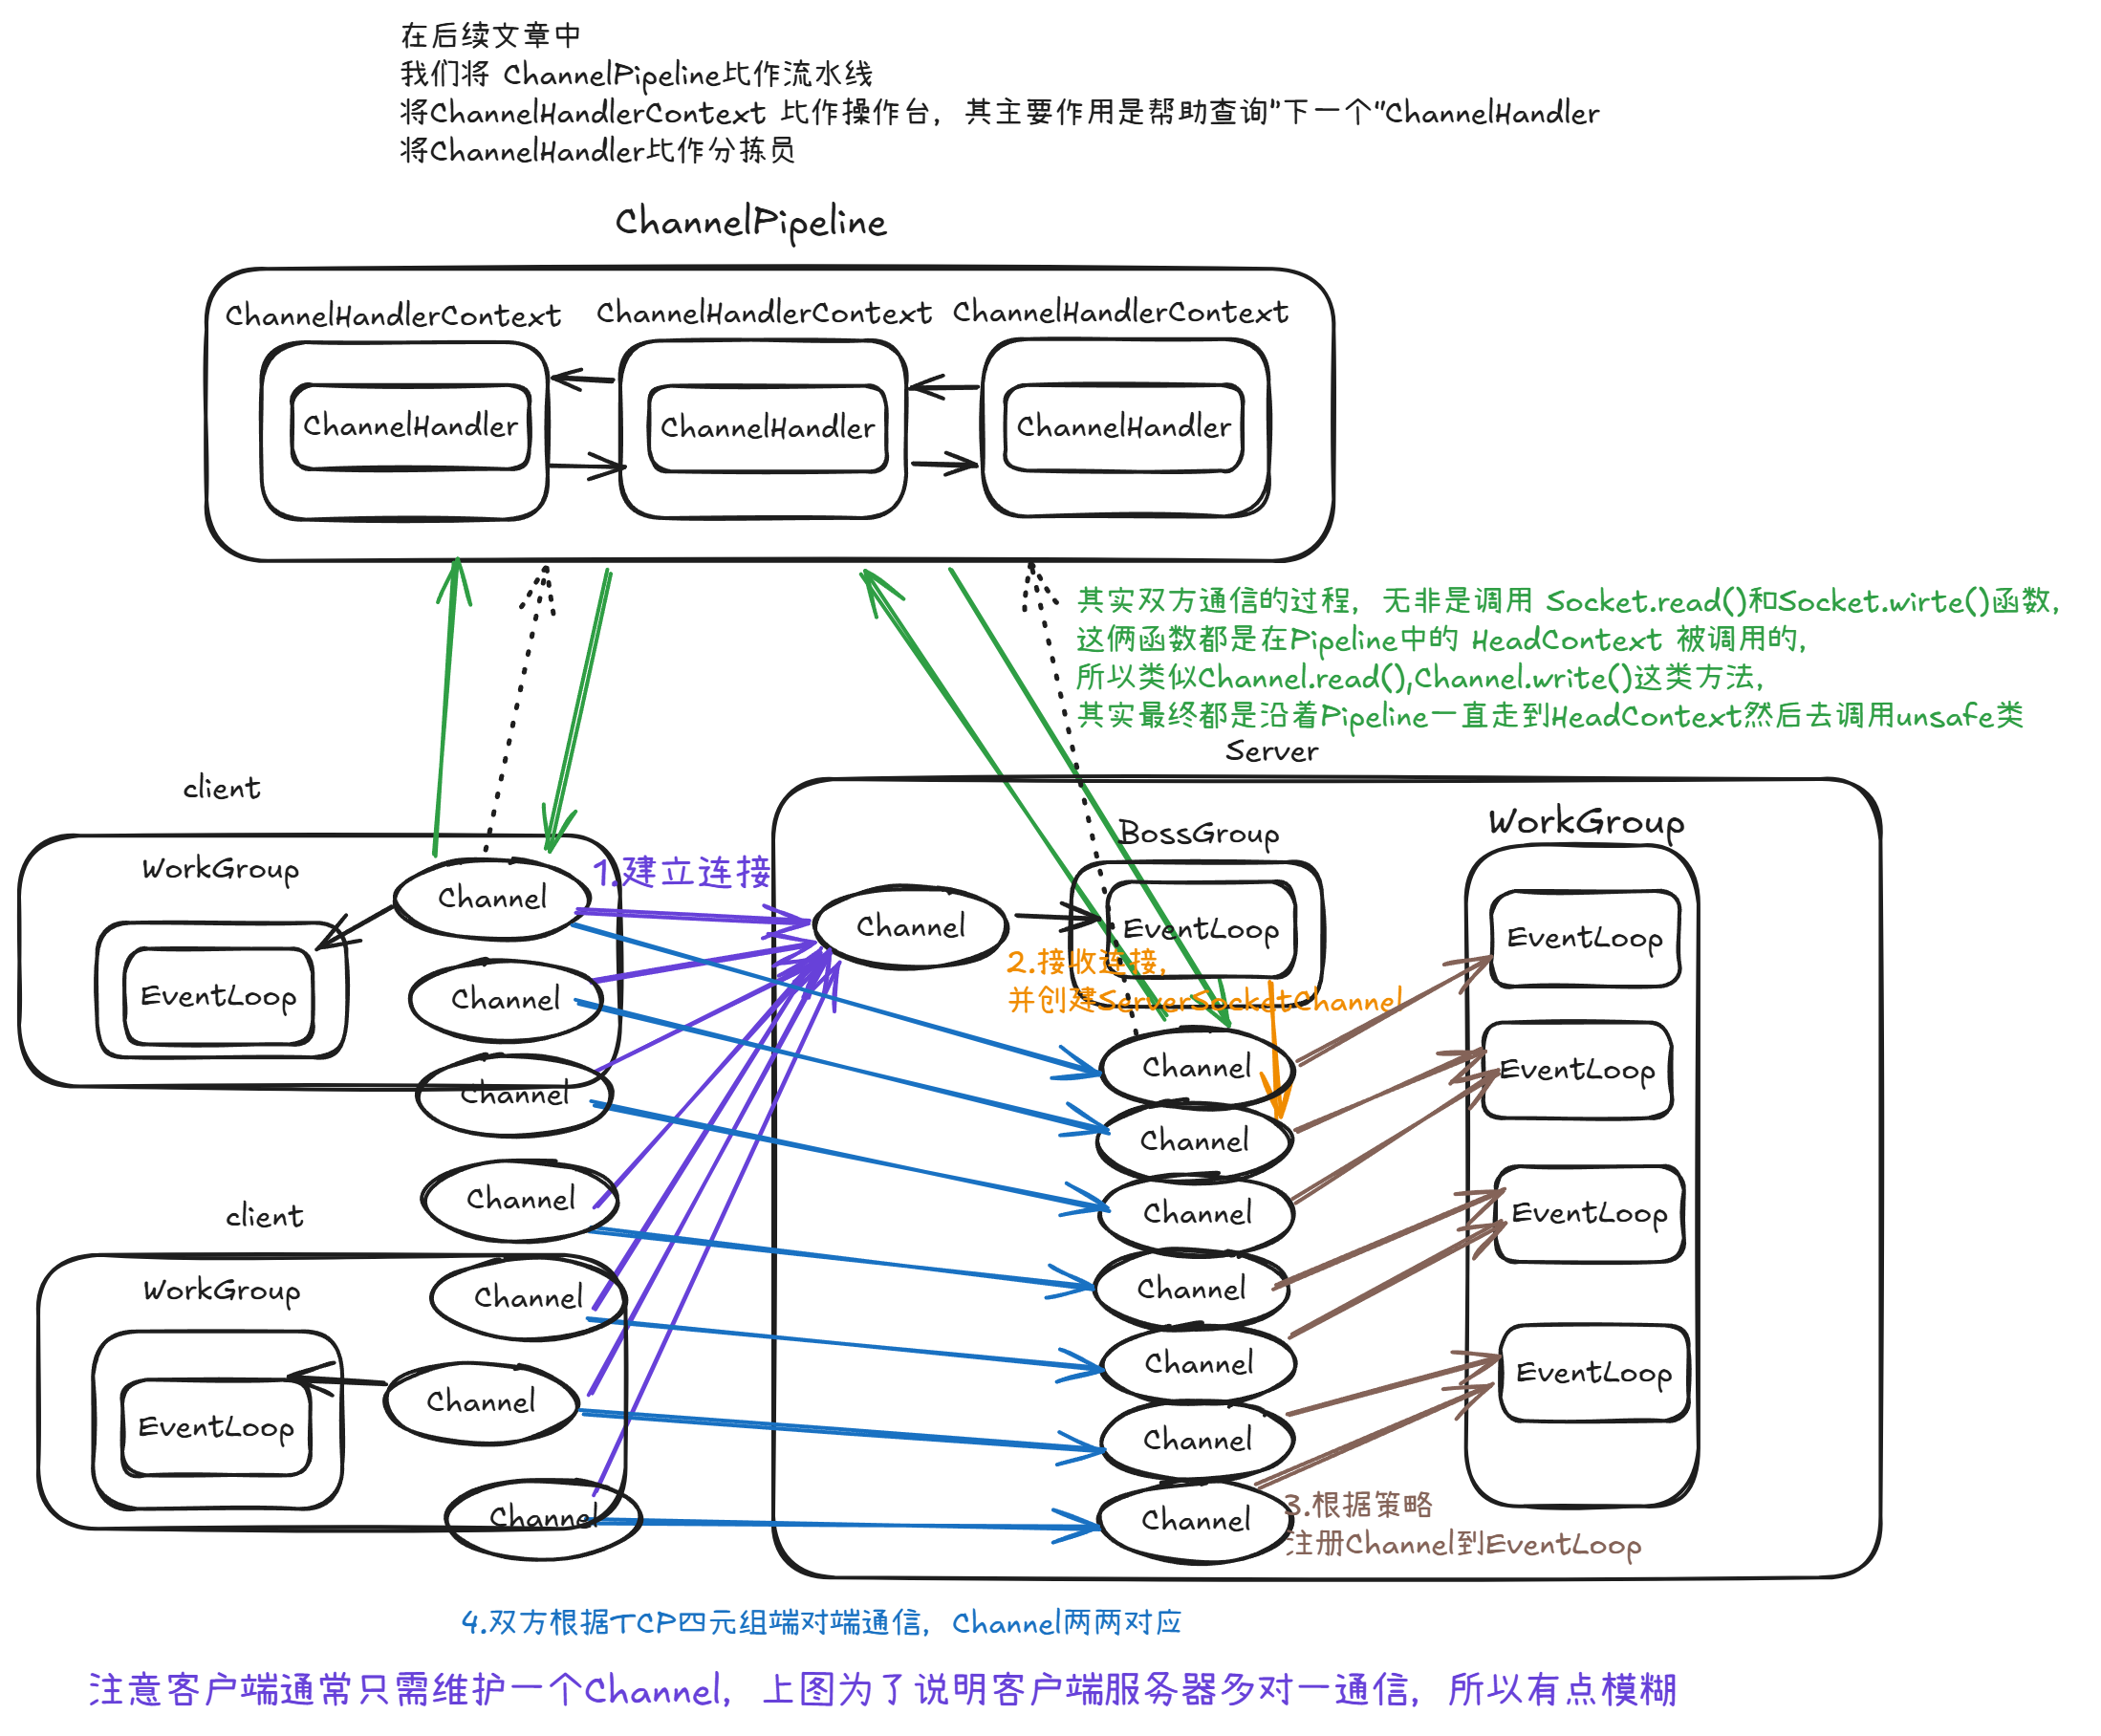 在后续文章中
我们将 ChannelPipeline比作流水线
将ChannelHandlerContext 比作操作台，其主要作用是帮助查询"下一个"ChannelHandler
将ChannelHandler比作分拣员
ChannelPipeline
ChannelHandlerContext
ChannelHandlerContext
ChannelHandlerContext
ChannelHandler
ChannelHandler
ChannelHandler
其实双方通信的过程，无非是调用 Socket.read()和Socket.wirte()函数，
这俩函数都是在Pipeline中的 HeadContext 被调用的，
所以类似Channel.read(),Channel.write()这类方法，
其实最终都是沿着Pipeline一直走到HeadContext然后去调用unsafe类
Server
client
WorkGroup
EventLoop
Channel
Channel
Channel
1.建立连接
Channel
BossGroup
EventLoop
2.接收连接，
并创建ServerSocketChannel
WorkGroup
EventLoop
EventLoop
EventLoop
EventLoop
Channel
Channel
Channel
Channel
Channel
Channel
Channel
Channel
client
WorkGroup
EventLoop
Channel
Channel
Channel
3.根据策略
注册Channel到EventLoop
4.双方根据TCP四元组端对端通信，Channel两两对应
注意客户端通常只需维护一个Channel，上图为了说明客户端服务器多对一通信，所以有点模糊